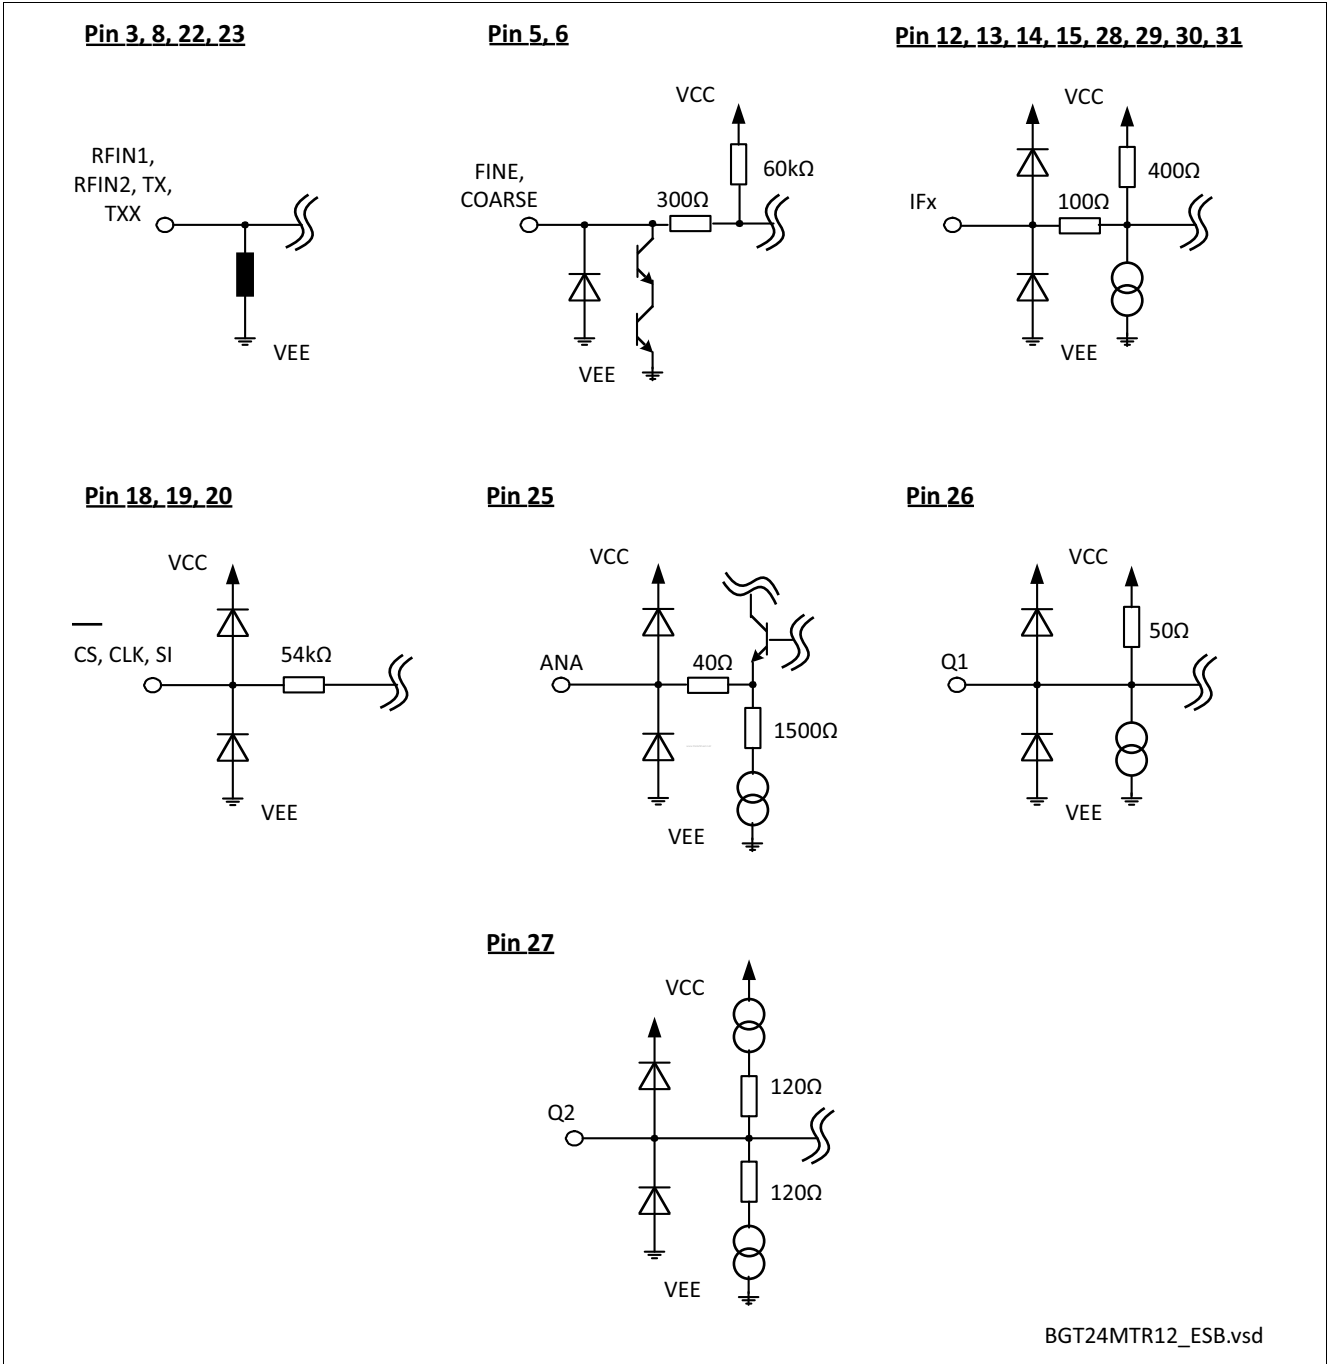 Pin 3, 8, 22, 23
RFIN1,
RFIN2, TX,
TXX
VEE
Pin 5, 6
VCC
FINE,
COARSE
300Ω
60kΩ
VEE
Pin 12, 13, 14, 15, 28, 29, 30, 31
VCC
IFx
100Ω
400Ω
VEE
Pin 18, 19, 20
VCC
C̅S̅, CLK, SI
54kΩ
VEE
Pin 25
VCC
ANA
40Ω
1500Ω
VEE
Pin 26
VCC
Q1
50Ω
VEE
Pin 27
VCC
Q2
120Ω
120Ω
VEE
BGT24MTR12_ESB.vsd